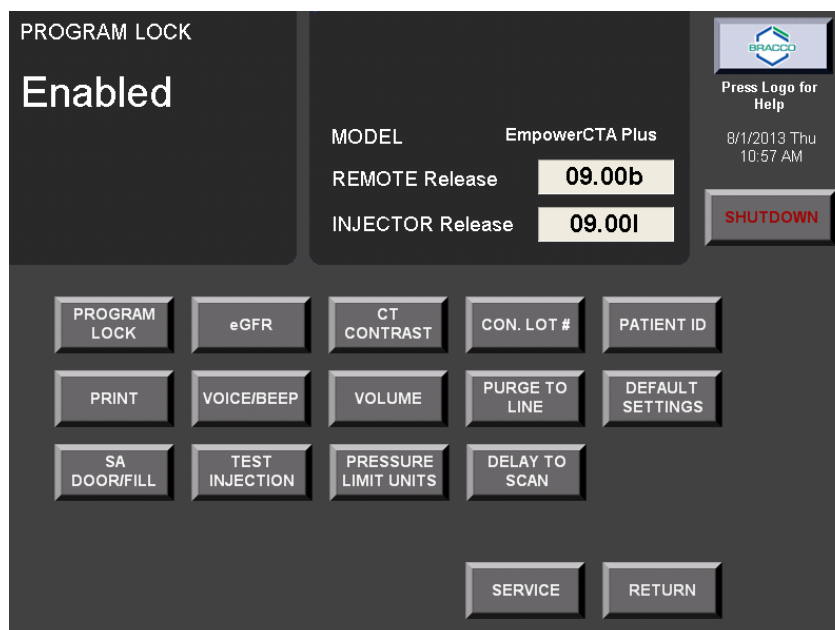 PROGRAM LOCK
Enabled
MODEL EmpowerCTA Plus
REMOTE Release 09.00b
INJECTOR Release 09.00l
BRACCO
Press Logo for
Help
8/1/2013 Thu
10:57 AM
SHUTDOWN
PROGRAM
LOCK
eGFR
CT
CONTRAST
CON. LOT #
PATIENT ID
PRINT
VOICE/BEEP
VOLUME
PURGE TO
LINE
DEFAULT
SETTINGS
SA
DOOR/FILL
TEST
INJECTION
PRESSURE
LIMIT UNITS
DELAY TO
SCAN
SERVICE
RETURN